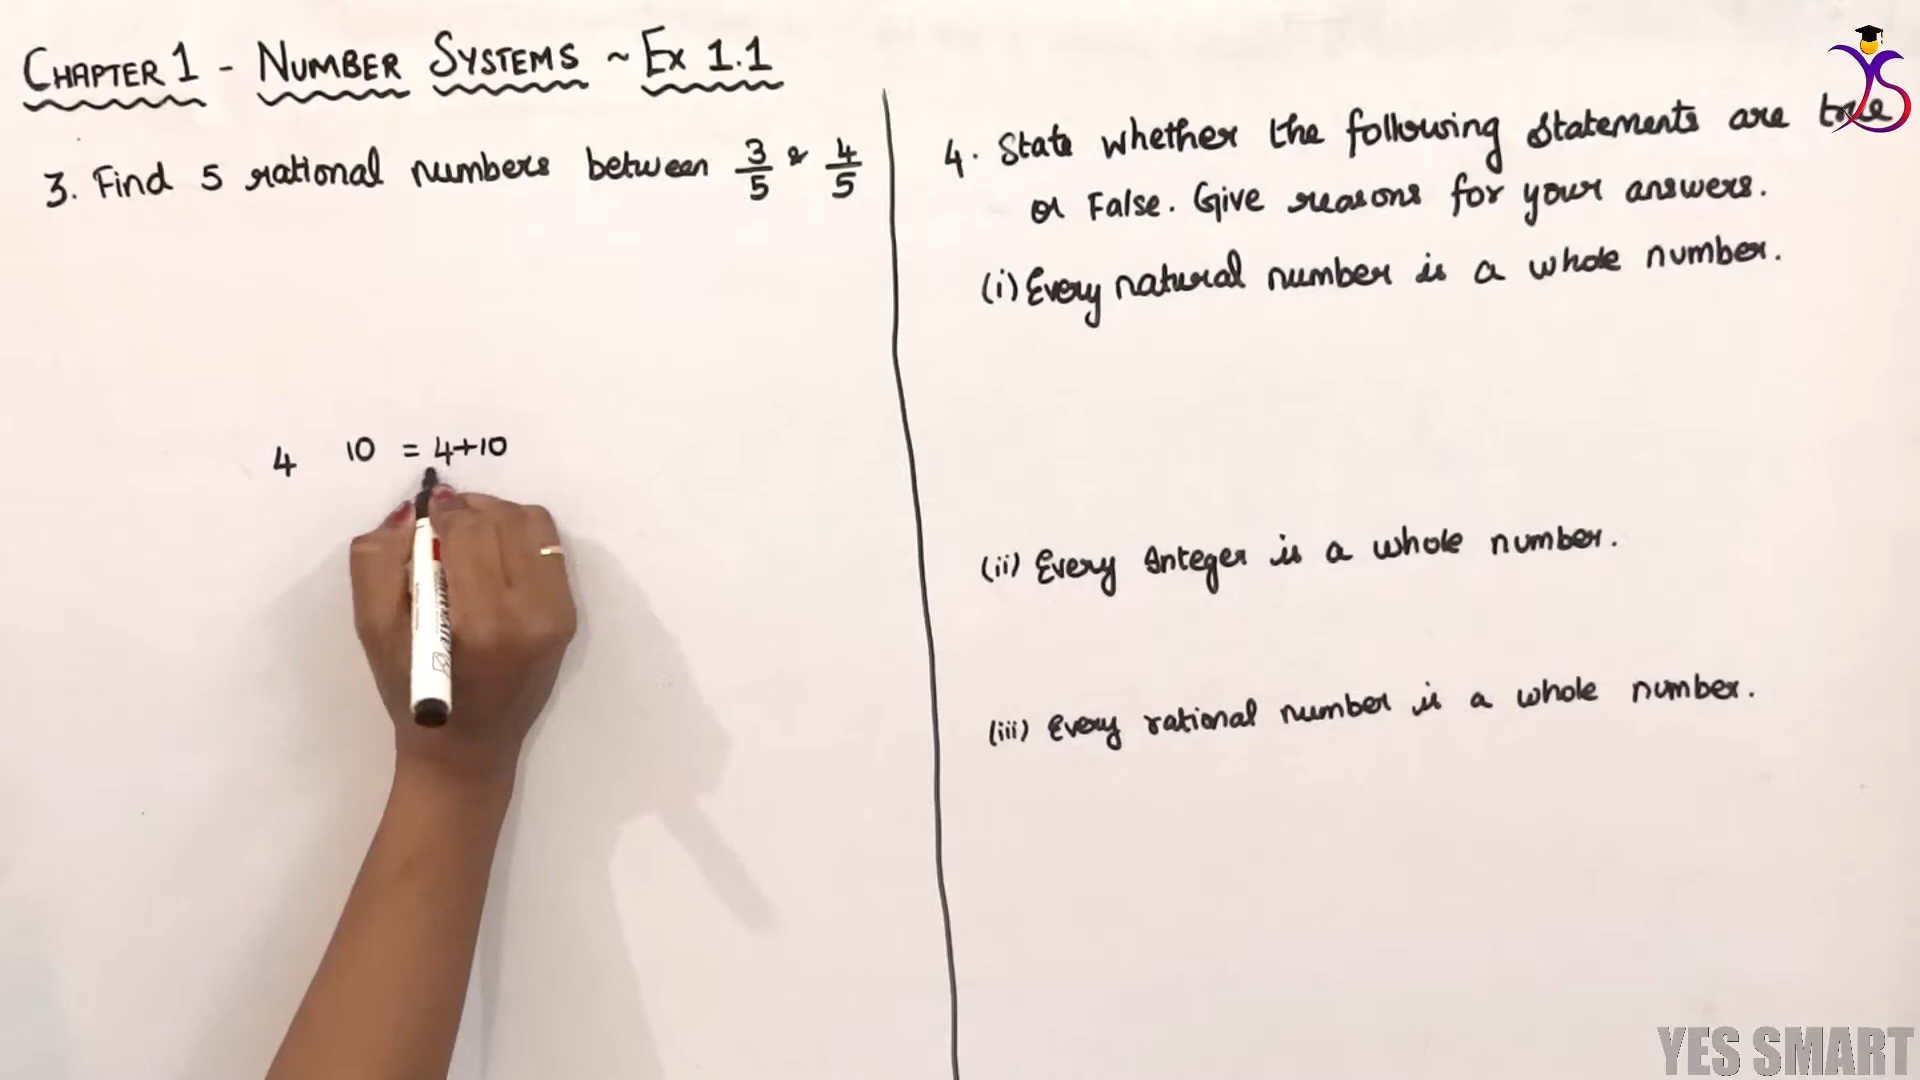 CHAPTER 1 - NUMBER SYSTEMS ~ EX 1.1
3. Find 5 rational numbers between 3/5 & 4/5
4 10 = 4+10
4. State whether the following statements are true
or False. Give reasons for your answers.
(i) Every natural number is a whole number.
(ii) Every Integer is a whole number.
(iii) Every rational number is a whole number.
YS
YES SMART